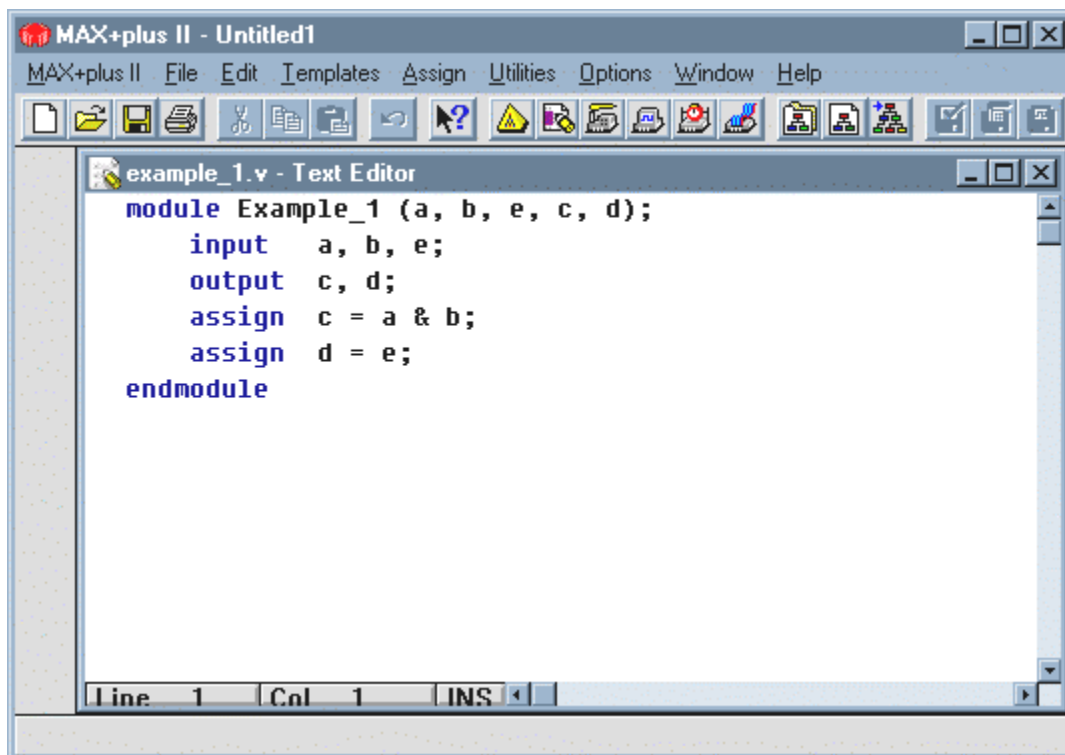 MAX+plus II - Untitled1
MAX+plus II File Edit Templates Assign Utilities Options Window Help
example_1.v - Text Editor
module Example_1 (a, b, e, c, d);
input a, b, e;
output c, d;
assign c = a & b;
assign d = e;
endmodule
Line 1 Col 1 INS